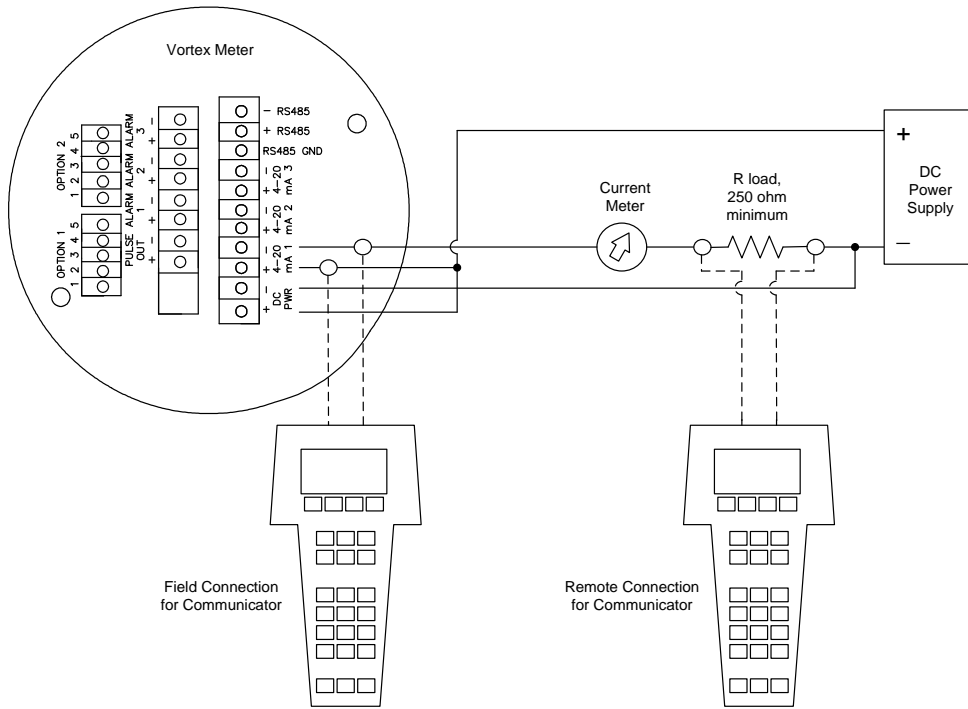 Vortex Meter
- RS485
+ RS485
RS485 GND
- +
4-20
mA 3
- +
4-20
mA 2
- +
4-20
mA 1
- +
DC
PWR
OPTION 2
1 2 3 4 5
OPTION 1
1 2 3 4 5
PULSE ALARM ALARM ALARM
OUT 1 2 3
+ - + - + - + -
Current
Meter
R load,
250 ohm
minimum
+
DC
Power
Supply
–
Field Connection
for Communicator
Remote Connection
for Communicator